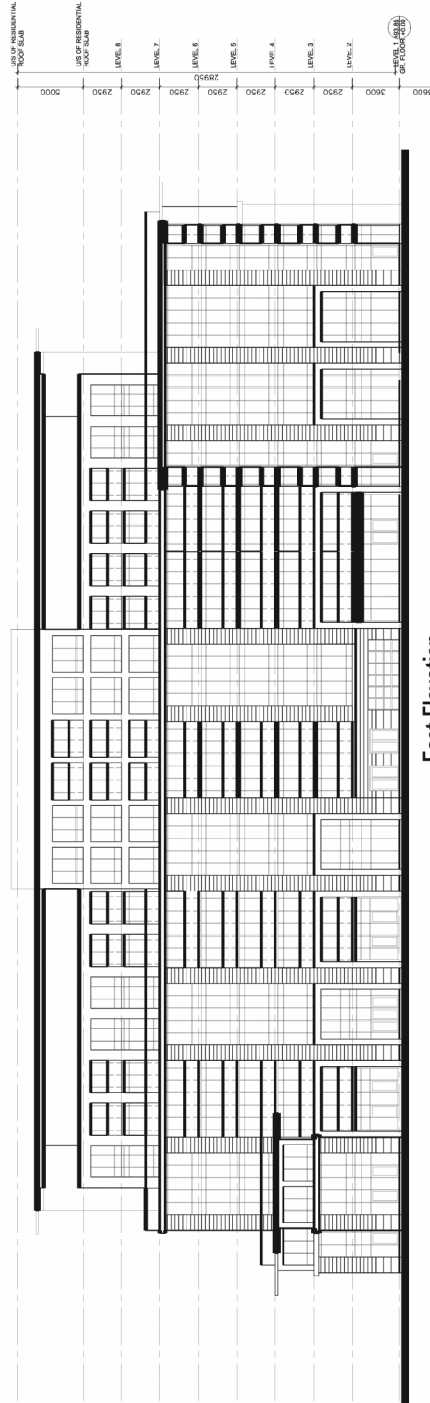 U/S OF RESIDENTIAL
ROOF SLAB
U/S OF RESIDENTIAL
ROOF SLAB
LEVEL 8
LEVEL 7
LEVEL 6
LEVEL 5
LEVEL 4
LEVEL 3
LEVEL 2
LEVEL 1
GR. FLOOR
28950
5000
2950
2950
2950
2950
2950
2950
2950
3600
East Elevation